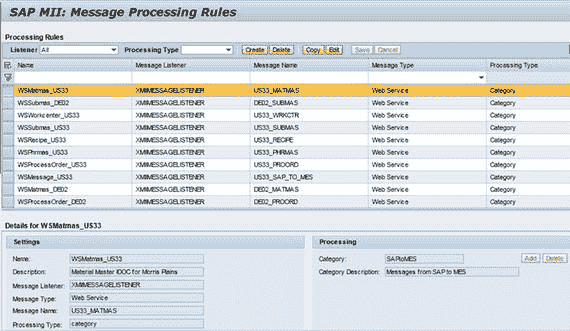 SAP MII: Message Processing Rules
Processing Rules
Listener All Processing Type Create Delete Copy Edit Save Cancel
Name Message Listener Message Name Message Type Processing Type
WSMatmas_US33 XMIIMESSAGELISTENER US33_MATMAS Web Service Category
WSSubmas_DE02 XMIIMESSAGELISTENER DE02_SUBMAS Web Service Category
WSWorkcenter_US33 XMIIMESSAGELISTENER US33_WRKCTR Web Service Category
WSSubmas_US33 XMIIMESSAGELISTENER US33_SUBMAS Web Service Category
WSRecipe_US33 XMIIMESSAGELISTENER US33_RECIPE Web Service Category
WSPhrmas_US33 XMIIMESSAGELISTENER US33_PHRMAS Web Service Category
WSProcessOrder_US33 XMIIMESSAGELISTENER US33_PROORD Web Service Category
WSMessage_US33 XMIIMESSAGELISTENER US33_SAP_TO_MES Web Service Category
WSMatmas_DE02 XMIIMESSAGELISTENER DE02_MATMAS Web Service Category
WSProcessOrder_DE02 XMIIMESSAGELISTENER DE02_PROORD Web Service Category
Details for WSMatmas_US33
Settings
Name: WSMatmas_US33
Description: Material Master IDOC for Morris Plains
Message Listener: XMIIMESSAGELISTENER
Message Type: Web Service
Message Name: US33_MATMAS
Processing Type: category
Processing
Category: SAPtoMES Add Delete
Category Description: Messages from SAP to MES